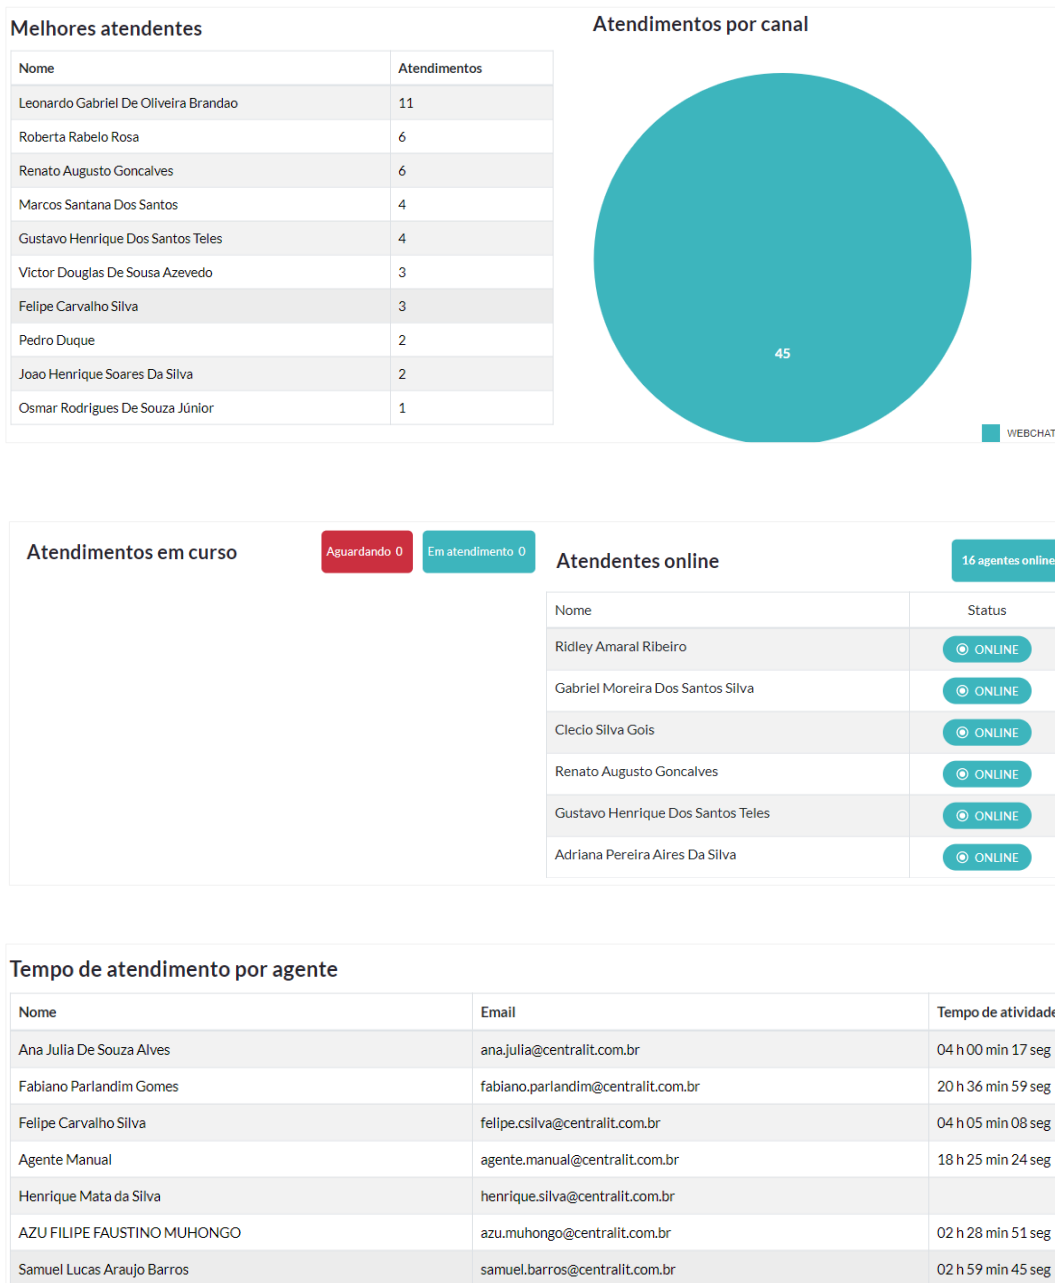 Melhores atendentes
Nome Atendimentos
Leonardo Gabriel De Oliveira Brandao 11
Roberta Rabelo Rosa 6
Renato Augusto Goncalves 6
Marcos Santana Dos Santos 4
Gustavo Henrique Dos Santos Teles 4
Victor Douglas De Sousa Azevedo 3
Felipe Carvalho Silva 3
Pedro Duque 2
Joao Henrique Soares Da Silva 2
Osmar Rodrigues De Souza Júnior 1
Atendimentos por canal
45
WEBCHAT
Atendimentos em curso
Aguardando 0
Em atendimento 0
Atendentes online
16 agentes online
Nome Status
Ridley Amaral Ribeiro ONLINE
Gabriel Moreira Dos Santos Silva ONLINE
Clecio Silva Gois ONLINE
Renato Augusto Goncalves ONLINE
Gustavo Henrique Dos Santos Teles ONLINE
Adriana Pereira Aires Da Silva ONLINE
Tempo de atendimento por agente
Nome Email Tempo de atividade
Ana Julia De Souza Alves ana.julia@centralit.com.br 04 h 00 min 17 seg
Fabiano Parlandim Gomes fabiano.parlandim@centralit.com.br 20 h 36 min 59 seg
Felipe Carvalho Silva felipe.csilva@centralit.com.br 04 h 05 min 08 seg
Agente Manual agente.manual@centralit.com.br 18 h 25 min 24 seg
Henrique Mata da Silva henrique.silva@centralit.com.br
AZU FILIPE FAUSTINO MUHONGO azu.muhongo@centralit.com.br 02 h 28 min 51 seg
Samuel Lucas Araujo Barros samuel.barros@centralit.com.br 02 h 59 min 45 seg